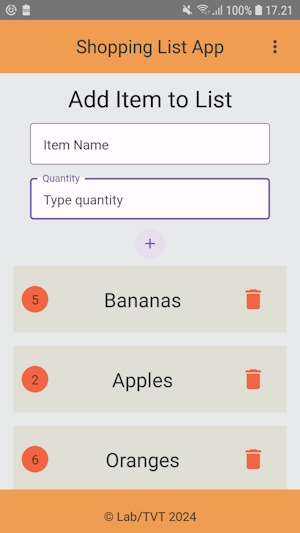 100% 17.21
Shopping List App
Add Item to List
Item Name
Quantity
Type quantity
+
5 Bananas
2 Apples
6 Oranges
© Lab/TVT 2024